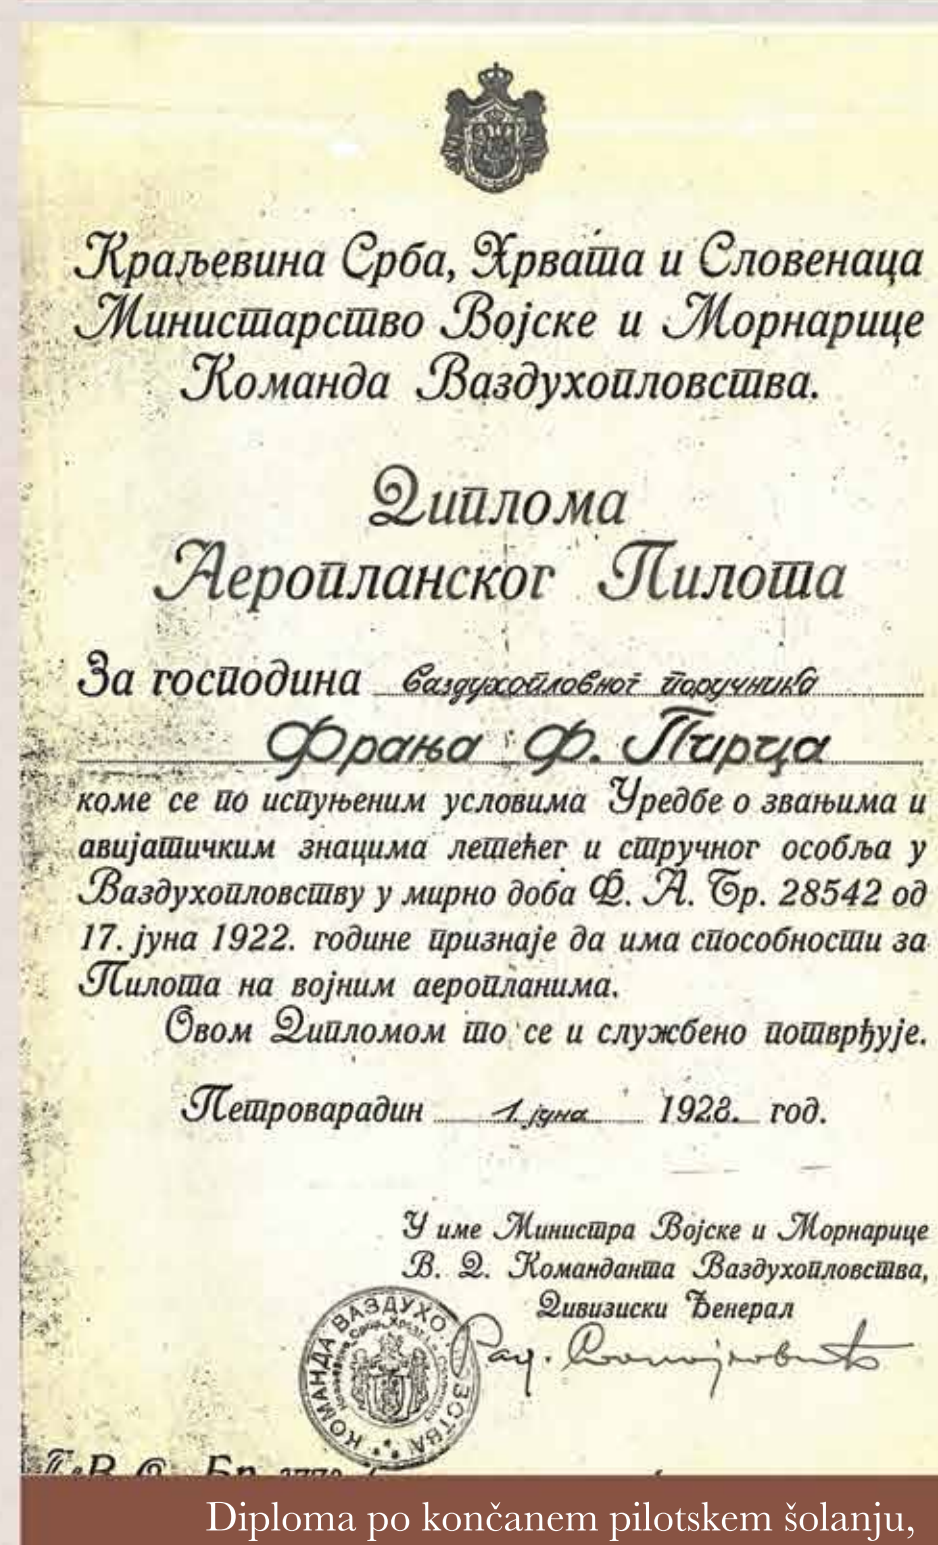 Краљевина Срба, Хрвата и Словенаца
Министарство Војске и Морнарице
Команда Ваздухопловства.
Диплома
Аеропланског Пилота
За господина ваздухопловног поручника
Фрања Ф. Пирца
коме се по испуњеним условима Уредбе о звањима и
авијатичким знацима летећег и стручног особља у
Ваздухопловству у мирно доба Ф. А. Бр. 28542 од
17. јуна 1922. године признаје да има способности за
Пилота на војним аеропланима.
Овом Дипломом то се и службено потврђује.
Петроварадин 1. јуна 1928. год.
У име Министра Војске и Морнарице
В. Д. Команданта Ваздухопловства,
Дивизиски Ђенерал
КОМАНДА ВАЗДУХО
Бр.
Diploma po končanem pilotskem šolanju,